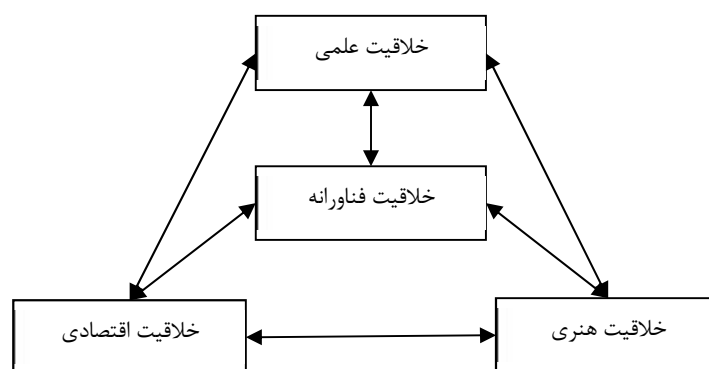 خلاقیت علمی
خلاقیت فناورانه
خلاقیت هنری
خلاقیت اقتصادی